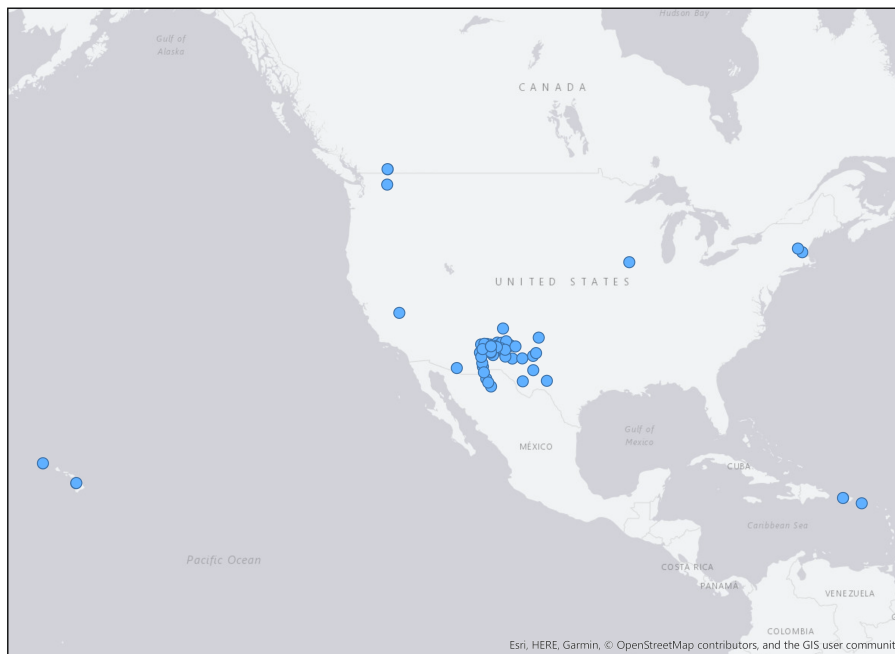 Hudson Bay
Gulf of
Alaska
CANADA
UNITED STATES
Gulf of
Mexico
MÉXICO
CUBA
Caribbean Sea
Pacific Ocean
COSTA RICA
PANAMÁ
VENEZUELA
COLOMBIA
Esri, HERE, Garmin, © OpenStreetMap contributors, and the GIS user communit